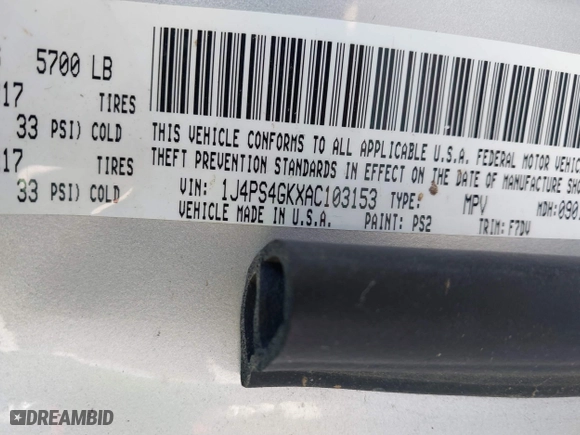 5700 LB
17 TIRES
33 PSI) COLD
17 TIRES
33 PSI) COLD
THIS VEHICLE CONFORMS TO ALL APPLICABLE U.S.A. FEDERAL MOTOR
THEFT PREVENTION STANDARDS IN EFFECT ON THE DATE OF MANUFACTURE
VIN: 1J4PS4GKXAC103153 TYPE: MPV MDH:090
VEHICLE MADE IN U.S.A. PAINT: PS2 TRIM: F7DV
DREAMBID